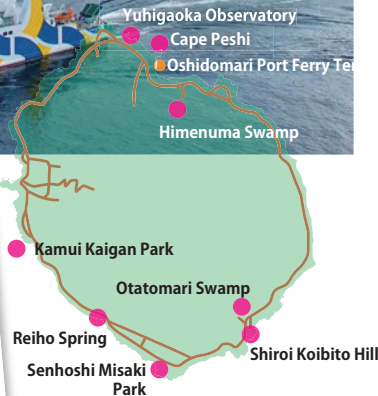 Yuhigaoka Observatory
Cape Peshi
Oshidomari Port Ferry
Himenuma Swamp
Kamui Kaigan Park
Otatomari Swamp
Reiho Spring
Shiroi Koibito Hill
Senhoshi Misaki
Park